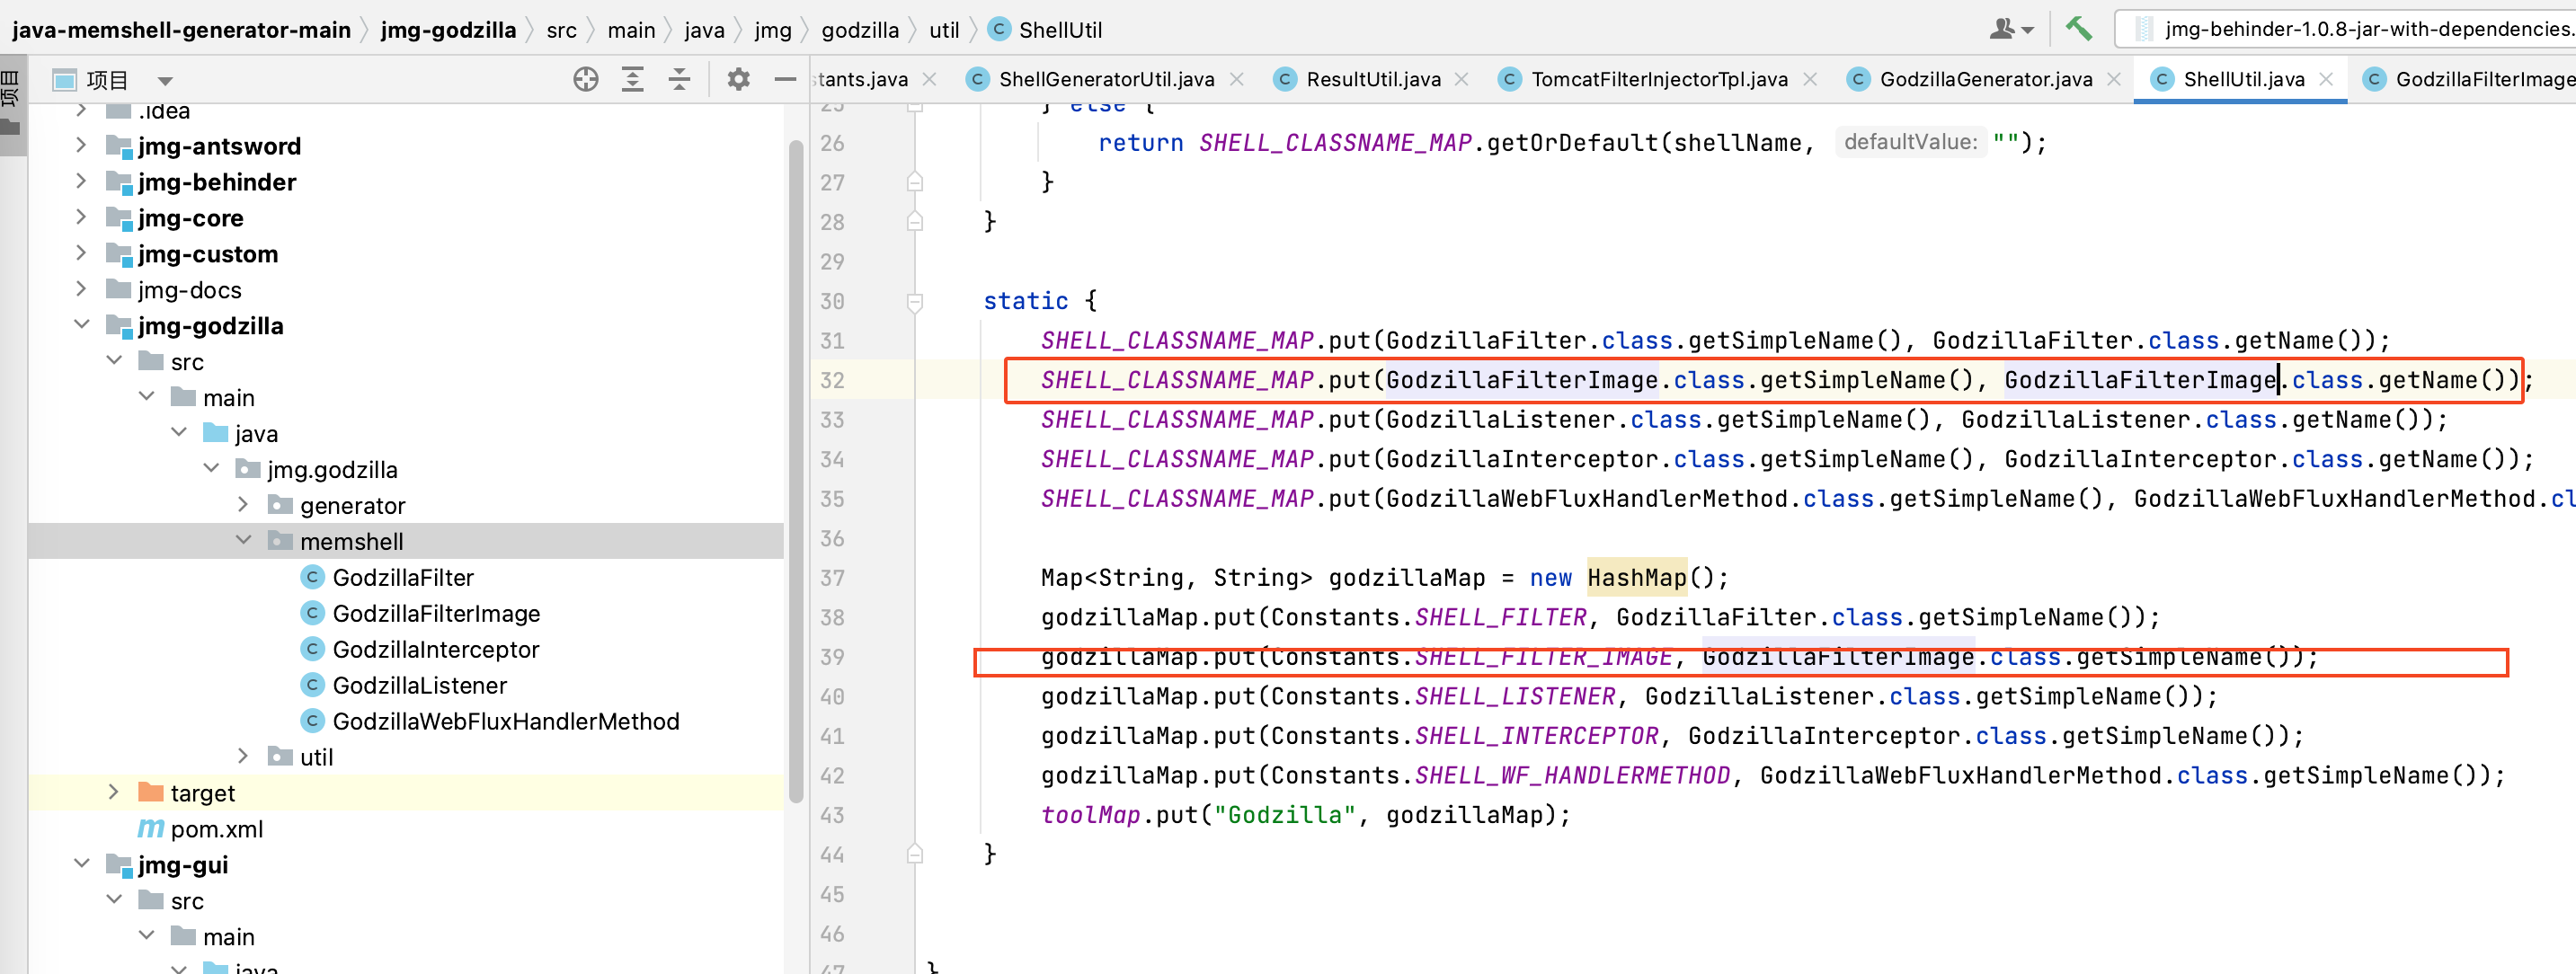 java-memshell-generator-main jmg-godzilla src main java jmg godzilla util ShellUtil
jmg-behinder-1.0.8-jar-with-dependencies.
项目
项目
stants.java ShellGeneratorUtil.java ResultUtil.java TomcatFilterInjectorTpl.java GodzillaGenerator.java ShellUtil.java GodzillaFilterImage
.idea
jmg-antsword
jmg-behinder
jmg-core
jmg-custom
jmg-docs
jmg-godzilla
src
main
java
jmg.godzilla
generator
memshell
GodzillaFilter
GodzillaFilterImage
GodzillaInterceptor
GodzillaListener
GodzillaWebFluxHandlerMethod
util
target
pom.xml
jmg-gui
src
main
java
25 } else {
26 return SHELL_CLASSNAME_MAP.getOrDefault(shellName, defaultValue: "");
27 }
28 }
29
30 static {
31 SHELL_CLASSNAME_MAP.put(GodzillaFilter.class.getSimpleName(), GodzillaFilter.class.getName());
32 SHELL_CLASSNAME_MAP.put(GodzillaFilterImage.class.getSimpleName(), GodzillaFilterImage.class.getName());
33 SHELL_CLASSNAME_MAP.put(GodzillaListener.class.getSimpleName(), GodzillaListener.class.getName());
34 SHELL_CLASSNAME_MAP.put(GodzillaInterceptor.class.getSimpleName(), GodzillaInterceptor.class.getName());
35 SHELL_CLASSNAME_MAP.put(GodzillaWebFluxHandlerMethod.class.getSimpleName(), GodzillaWebFluxHandlerMethod.cl
36
37 Map<String, String> godzillaMap = new HashMap();
38 godzillaMap.put(Constants.SHELL_FILTER, GodzillaFilter.class.getSimpleName());
39 godzillaMap.put(Constants.SHELL_FILTER_IMAGE, GodzillaFilterImage.class.getSimpleName());
40 godzillaMap.put(Constants.SHELL_LISTENER, GodzillaListener.class.getSimpleName());
41 godzillaMap.put(Constants.SHELL_INTERCEPTOR, GodzillaInterceptor.class.getSimpleName());
42 godzillaMap.put(Constants.SHELL_WF_HANDLERMETHOD, GodzillaWebFluxHandlerMethod.class.getSimpleName());
43 toolMap.put("Godzilla", godzillaMap);
44 }
45
46
47 }